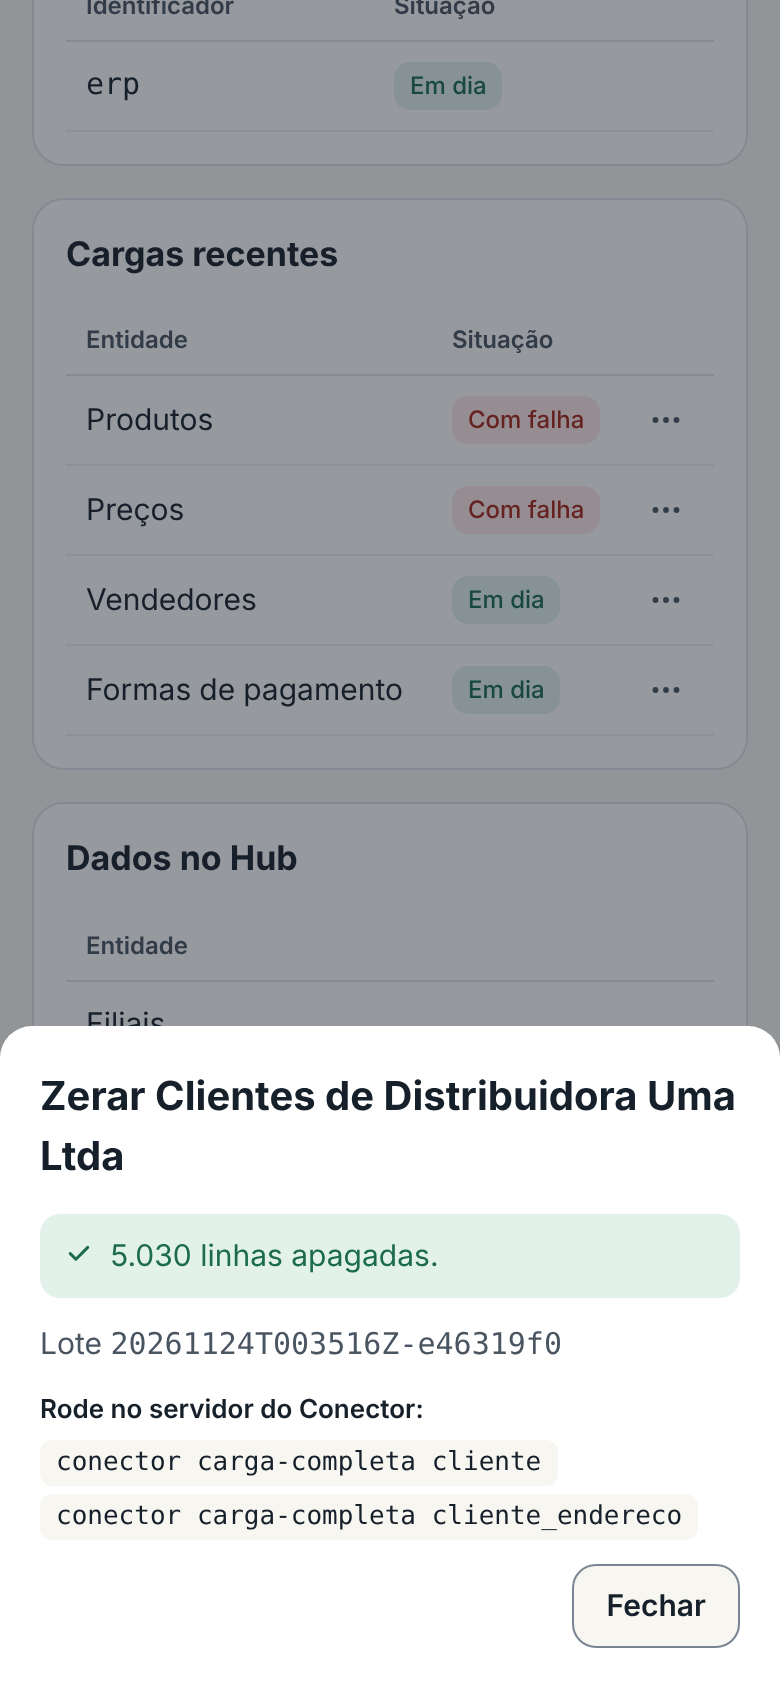 Identificador Situação
erp Em dia
Cargas recentes
Entidade Situação
Produtos Com falha
Preços Com falha
Vendedores Em dia
Formas de pagamento Em dia
Dados no Hub
Entidade
Filiais
Zerar Clientes de Distribuidora Uma
Ltda
5.030 linhas apagadas.
Lote 20261124T003516Z-e46319f0
Rode no servidor do Conector:
conector carga-completa cliente
conector carga-completa cliente_endereco
Fechar